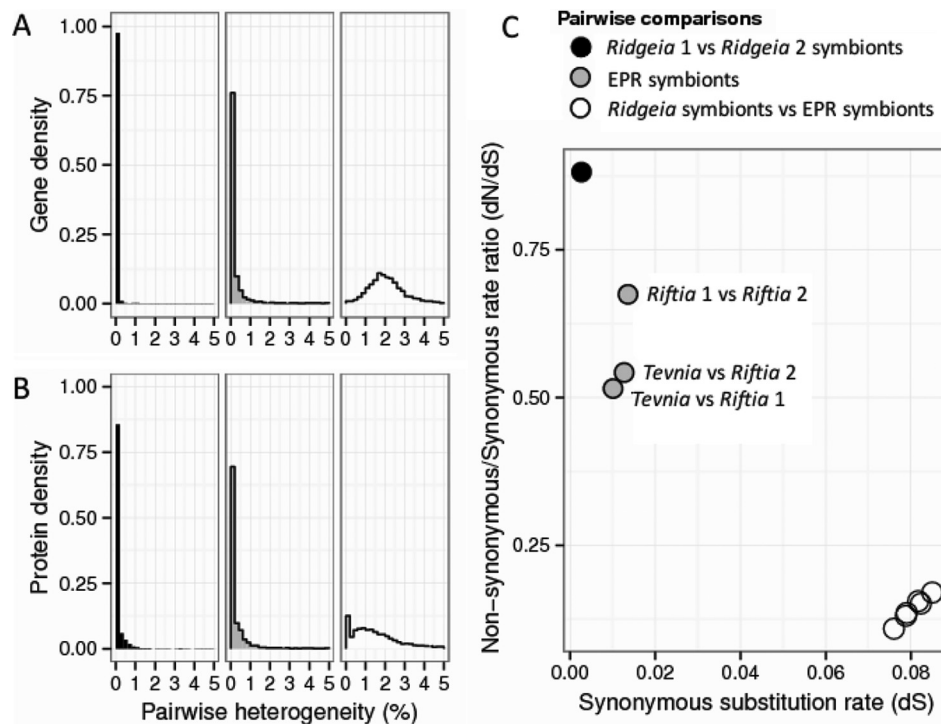 A
Gene density
1.00
0.75
0.50
0.25
0.00
0 1 2 3 4 5 0 1 2 3 4 5 0 1 2 3 4 5
B
Protein density
1.00
0.75
0.50
0.25
0.00
0 1 2 3 4 5 0 1 2 3 4 5 0 1 2 3 4 5
Pairwise heterogeneity (%)
C
Pairwise comparisons
Ridgeia 1 vs Ridgeia 2 symbionts
EPR symbionts
Ridgeia symbionts vs EPR symbionts
Non-synonymous/Synonymous rate ratio (dN/dS)
0.75
0.50
0.25
Riftia 1 vs Riftia 2
Tevnia vs Riftia 2
Tevnia vs Riftia 1
0.00 0.02 0.04 0.06 0.08
Synonymous substitution rate (dS)